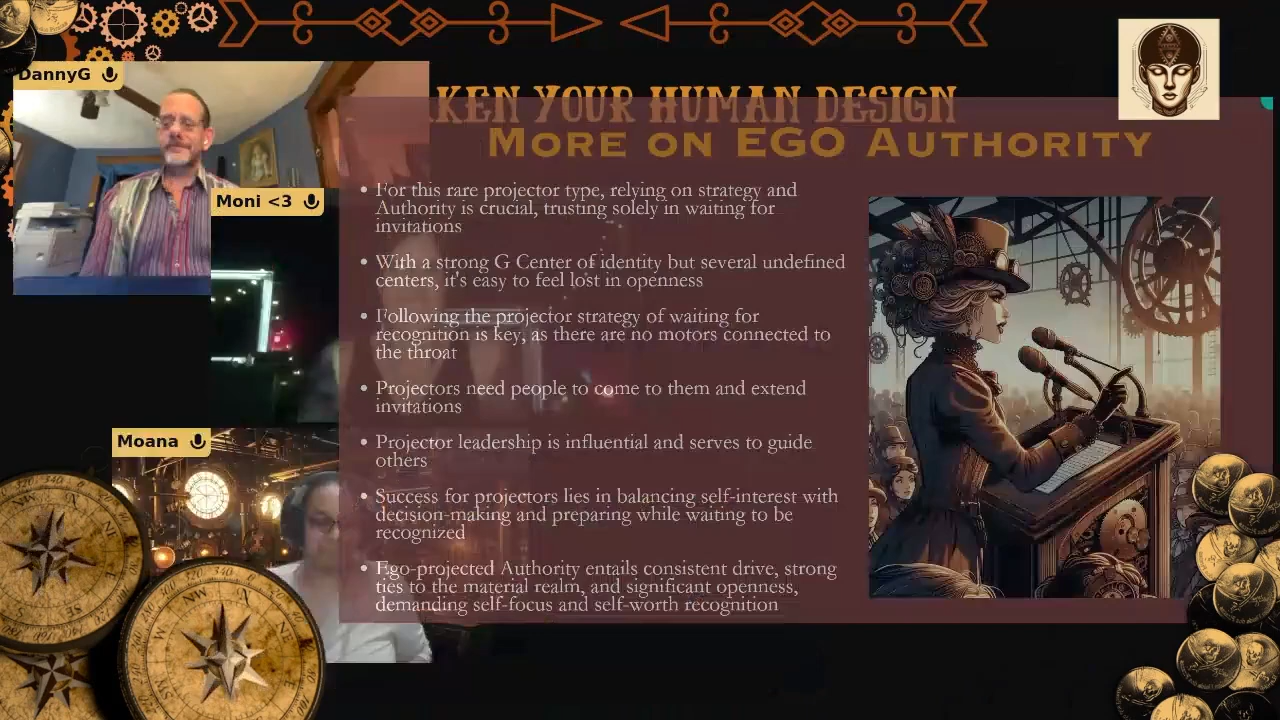 DannyG
KEN YOUR HUMAN DESIGN
MORE ON EGO AUTHORITY
Moni <3
Moana
• For this rare projector type, relying on strategy and
Authority is crucial, trusting solely in waiting for
invitations
• With a strong G Center of identity but several undefined
centers, it's easy to feel lost in openness
• Following the projector strategy of waiting for
recognition is key, as there are no motors connected to
the throat
• Projectors need people to come to them and extend
invitations
• Projector leadership is influential and serves to guide
others
• Success for projectors lies in balancing self-interest with
decision-making and preparing while waiting to be
recognized
• Ego-projected Authority entails consistent drive, strong
ties to the material realm, and significant openness,
demanding self-focus and self-worth recognition